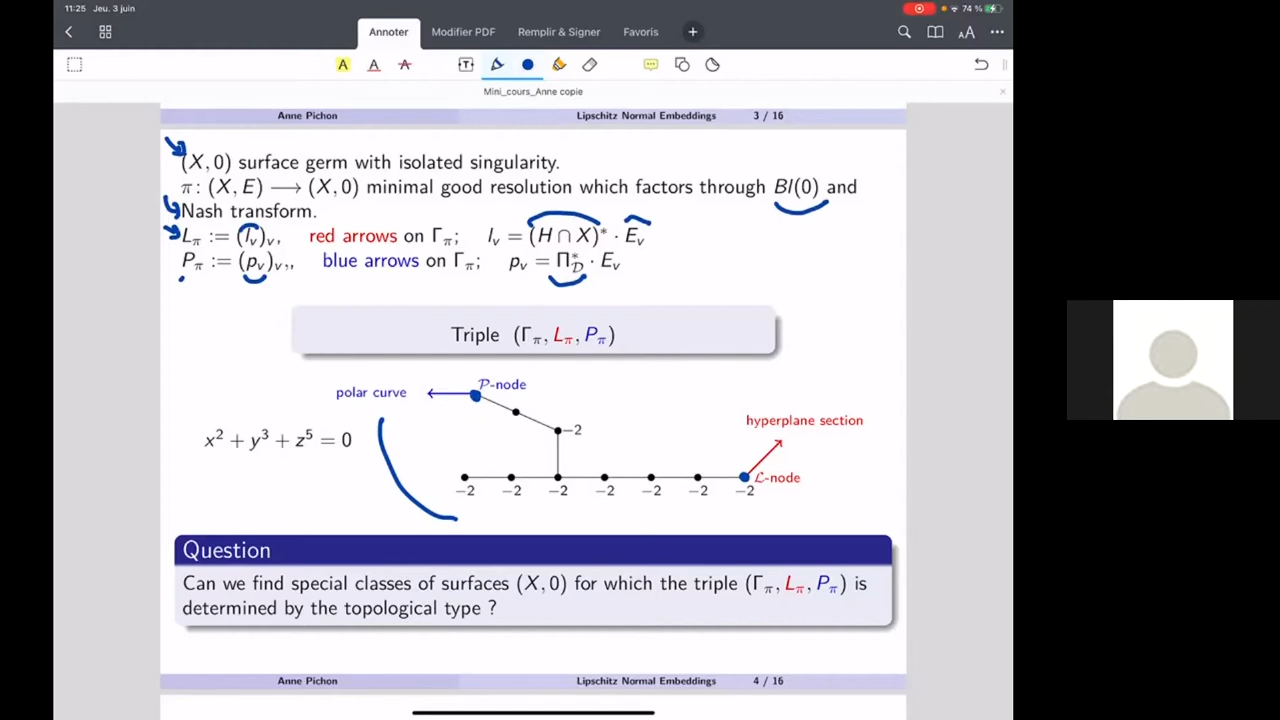 11:25 Jeu. 3 juin
74 %
Annoter Modifier PDF Remplir & Signer Favoris
AA
A A A T
Mini_cours_Anne copie
Anne Pichon Lipschitz Normal Embeddings 3 / 16
(X, 0) surface germ with isolated singularity.
π: (X, E) ⟶ (X, 0) minimal good resolution which factors through Bl(0) and
Nash transform.
L_π := (l_v)_v, red arrows on Γ_π; l_v = (H ∩ X)* · E_v
P_π := (p_v)_v,, blue arrows on Γ_π; p_v = Π*_𝒟 · E_v
Triple (Γ_π, L_π, P_π)
polar curve 𝒫-node
hyperplane section
x² + y³ + z⁵ = 0
−2
ℒ-node
−2 −2 −2 −2 −2 −2 −2
Question
Can we find special classes of surfaces (X, 0) for which the triple (Γ_π, L_π, P_π) is
determined by the topological type ?
Anne Pichon Lipschitz Normal Embeddings 4 / 16